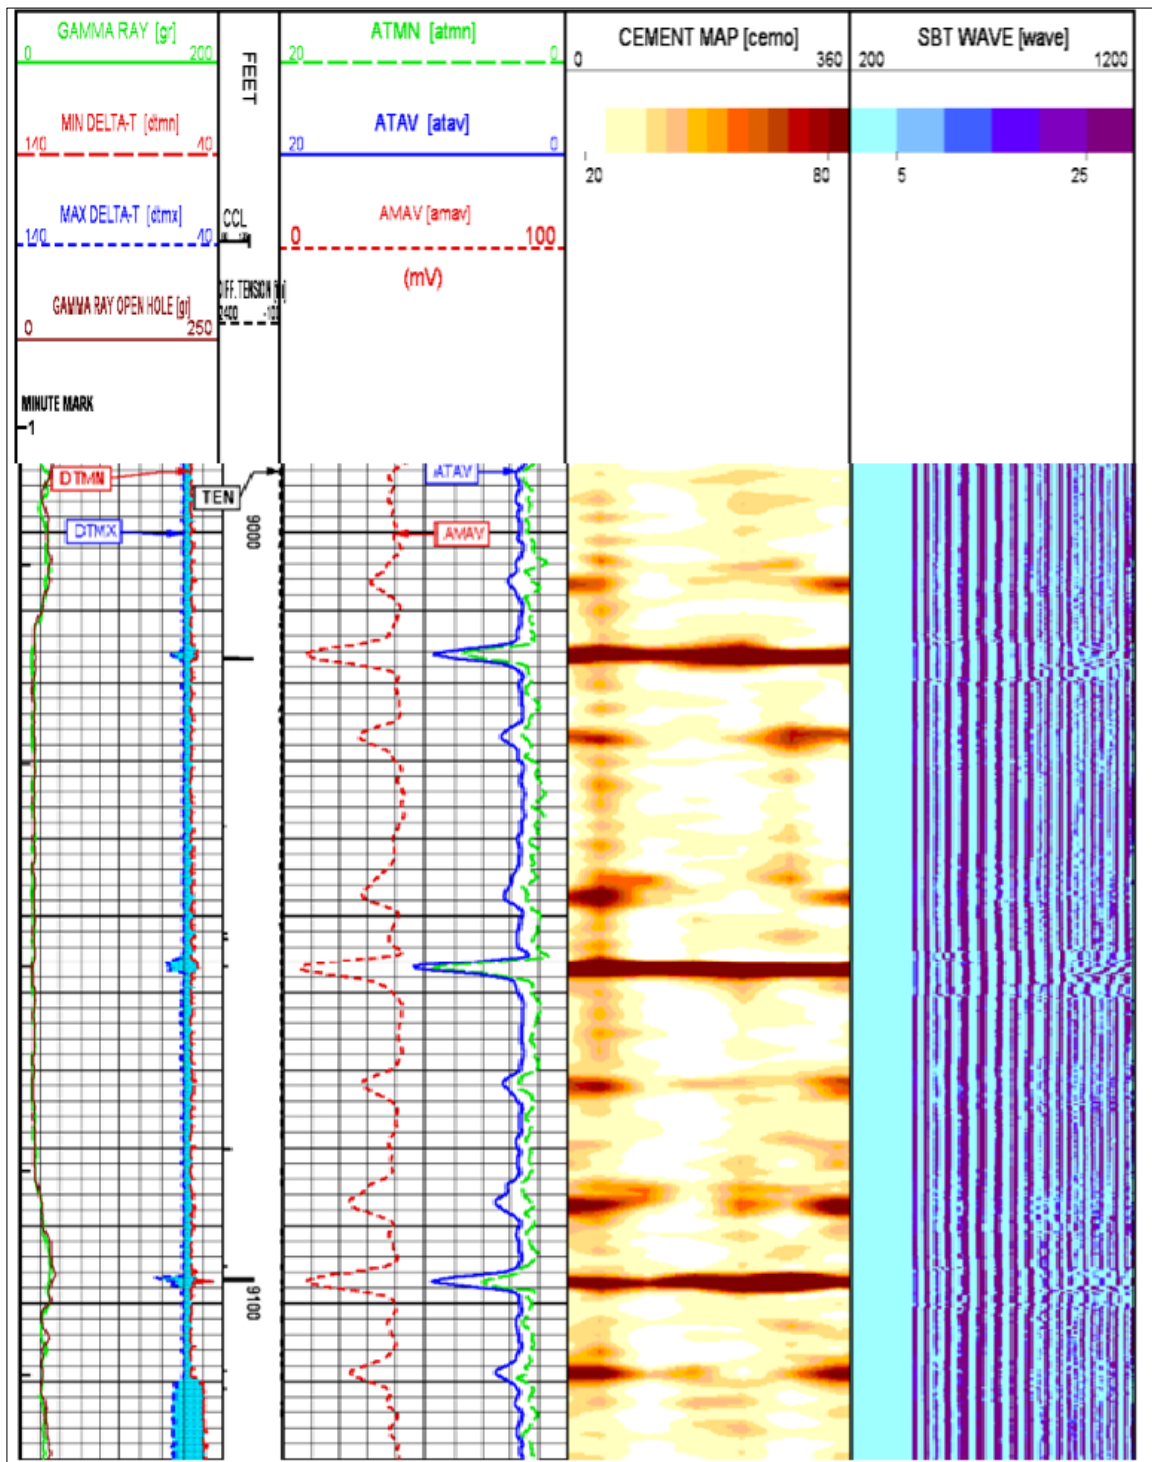 GAMMA RAY [gr]
0 200
MIN DELTA-T [dtmn]
140 40
MAX DELTA-T [dtmx]
140 40
GAMMA RAY OPEN HOLE [gr]
0 250
MINUTE MARK
1
FEET
CCL
DIFF. TENSION
ATMN [atmn]
20 0
ATAV [atav]
20 0
AMAV [amav]
0 100
(mV)
CEMENT MAP [cemo]
0 360
20 80
SBT WAVE [wave]
200 1200
5 25
DTMN
DTMX
TEN
9000
9100
ATAV
AMAV